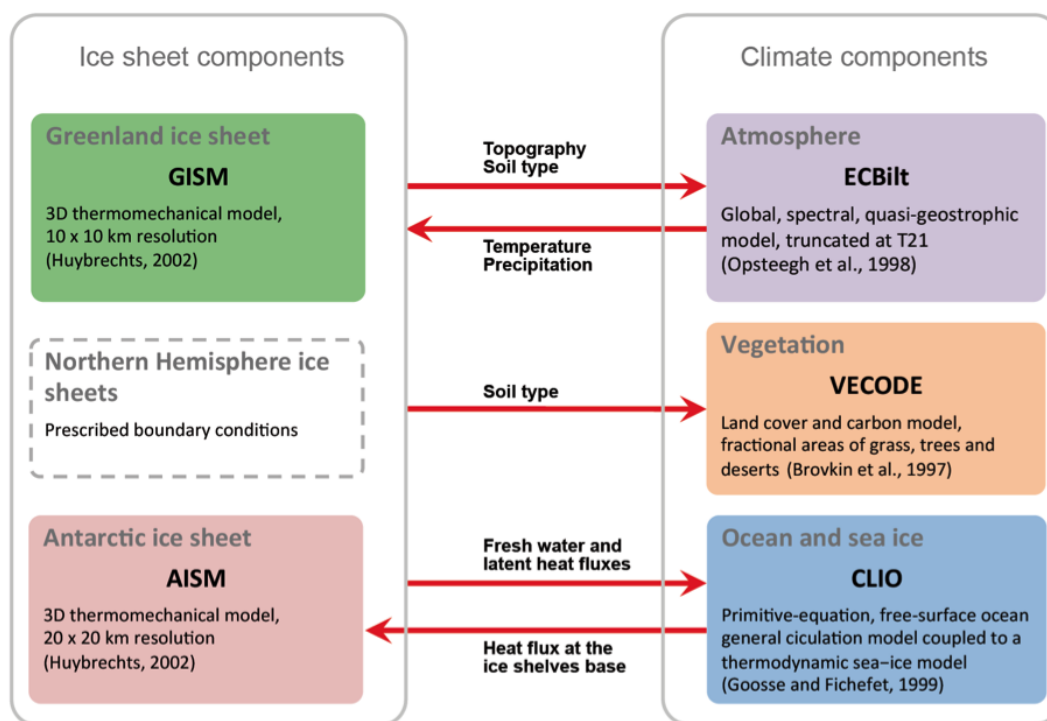 Ice sheet components
Greenland ice sheet
GISM
3D thermomechanical model,
10 x 10 km resolution
(Huybrechts, 2002)
Northern Hemisphere ice
sheets
Prescribed boundary conditions
Antarctic ice sheet
AISM
3D thermomechanical model,
20 x 20 km resolution
(Huybrechts, 2002)
Topography
Soil type
Temperature
Precipitation
Soil type
Fresh water and
latent heat fluxes
Heat flux at the
ice shelves base
Climate components
Atmosphere
ECBilt
Global, spectral, quasi-geostrophic
model, truncated at T21
(Opsteegh et al., 1998)
Vegetation
VECODE
Land cover and carbon model,
fractional areas of grass, trees and
deserts (Brovkin et al., 1997)
Ocean and sea ice
CLIO
Primitive-equation, free-surface ocean
general ciculation model coupled to a
thermodynamic sea–ice model
(Goosse and Fichefet, 1999)